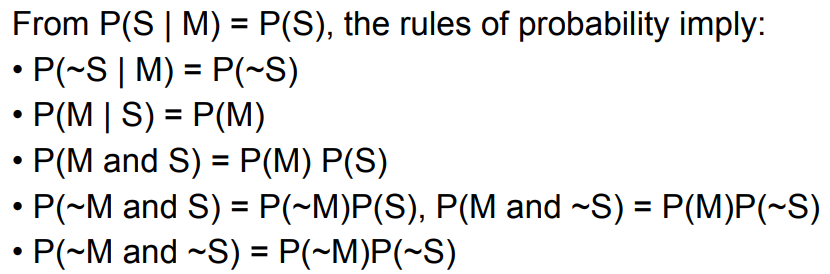 From P(S | M) = P(S), the rules of probability imply:
• P(~S | M) = P(~S)
• P(M | S) = P(M)
• P(M and S) = P(M) P(S)
• P(~M and S) = P(~M)P(S), P(M and ~S) = P(M)P(~S)
• P(~M and ~S) = P(~M)P(~S)